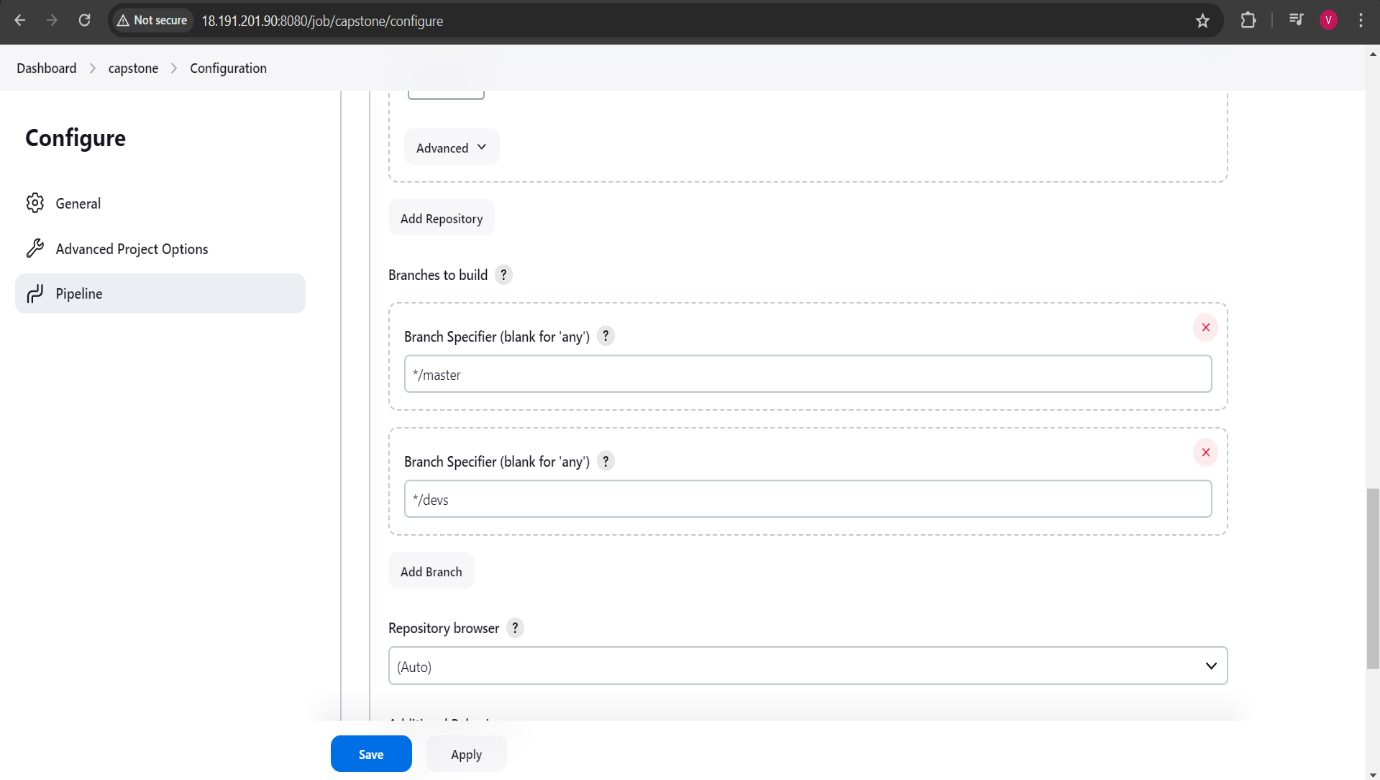 Not secure 18.191.201.90:8080/job/capstone/configure V
Dashboard capstone Configuration
Configure
General
Advanced Project Options
Pipeline
Advanced
Add Repository
Branches to build ?
Branch Specifier (blank for 'any') ?
*/master
Branch Specifier (blank for 'any') ?
*/devs
Add Branch
Repository browser ?
(Auto)
Save Apply